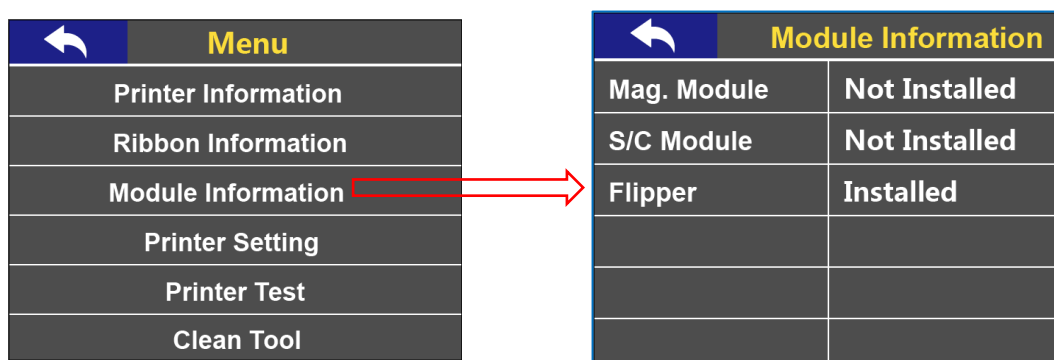 Menu
Printer Information
Ribbon Information
Module Information
Printer Setting
Printer Test
Clean Tool
Module Information
Mag. Module Not Installed
S/C Module Not Installed
Flipper Installed